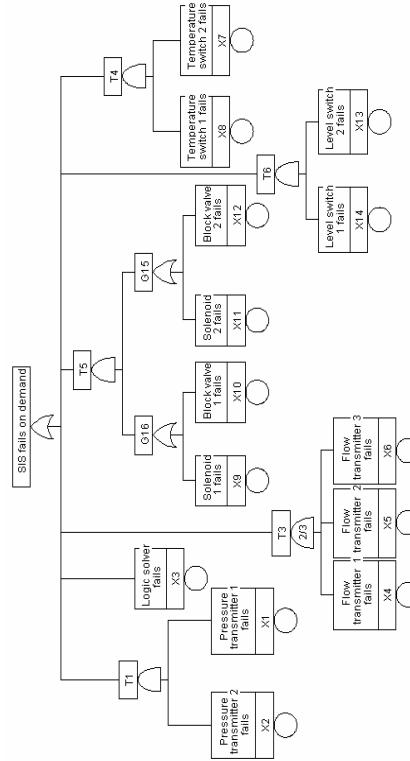 SIS fails on demand
T1
Pressure
transmitter 2
fails
X2
Pressure
transmitter 1
fails
X1
Logic solver
fails
X3
T3
2/3
Flow
transmitter 1
fails
X4
Flow
transmitter 2
fails
X5
Flow
transmitter 3
fails
X6
T5
G16
Solenoid
1 fails
X9
Block valve
1 fails
X10
G15
Solenoid
2 fails
X11
Block valve
2 fails
X12
T6
Level switch
1 fails
X14
Level switch
2 fails
X13
T4
Temperature
switch 1 fails
X8
Temperature
switch 2 fails
X7